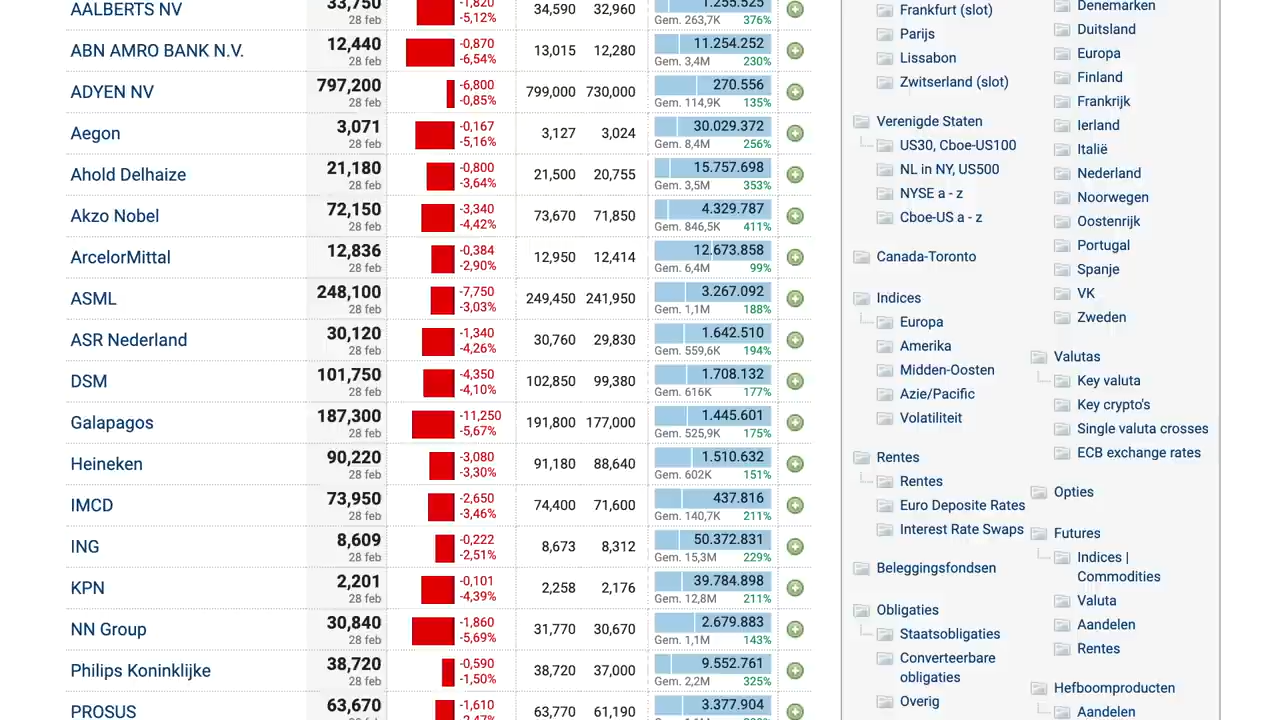 AALBERTS NV 33,750 -1,820 34,590 32,960 1.255.525
-5,12% Gem. 263,7K 376%
ABN AMRO BANK N.V. 12,440 -0,870 13,015 12,280 11.254.252
28 feb -6,54% Gem. 3,4M 230%
ADYEN NV 797,200 -6,800 799,000 730,000 270.556
28 feb -0,85% Gem. 114,9K 135%
Aegon 3,071 -0,167 3,127 3,024 30.029.372
28 feb -5,16% Gem. 8,4M 256%
Ahold Delhaize 21,180 -0,800 21,500 20,755 15.757.698
28 feb -3,64% Gem. 3,5M 353%
Akzo Nobel 72,150 -3,340 73,670 71,850 4.329.787
28 feb -4,42% Gem. 846,5K 411%
ArcelorMittal 12,836 -0,384 12,950 12,414 12.673.858
28 feb -2,90% Gem. 6,4M 99%
ASML 248,100 -7,750 249,450 241,950 3.267.092
28 feb -3,03% Gem. 1,1M 188%
ASR Nederland 30,120 -1,340 30,760 29,830 1.642.510
28 feb -4,26% Gem. 559,6K 194%
DSM 101,750 -4,350 102,850 99,380 1.708.132
28 feb -4,10% Gem. 616K 177%
Galapagos 187,300 -11,250 191,800 177,000 1.445.601
28 feb -5,67% Gem. 525,9K 175%
Heineken 90,220 -3,080 91,180 88,640 1.510.632
28 feb -3,30% Gem. 602K 151%
IMCD 73,950 -2,650 74,400 71,600 437.816
28 feb -3,46% Gem. 140,7K 211%
ING 8,609 -0,222 8,673 8,312 50.372.831
28 feb -2,51% Gem. 15,3M 229%
KPN 2,201 -0,101 2,258 2,176 39.784.898
28 feb -4,39% Gem. 12,8M 211%
NN Group 30,840 -1,860 31,770 30,670 2.679.883
28 feb -5,69% Gem. 1,1M 143%
Philips Koninklijke 38,720 -0,590 38,720 37,000 9.552.761
28 feb -1,50% Gem. 2,2M 325%
PROSUS 63,670 -1,610 63,770 61,190 3.377.904
Frankfurt (slot)
Parijs
Lissabon
Zwitserland (slot)
Verenigde Staten
US30, Cboe-US100
NL in NY, US500
NYSE a - z
Cboe-US a - z
Canada-Toronto
Indices
Europa
Amerika
Midden-Oosten
Azie/Pacific
Volatiliteit
Rentes
Rentes
Euro Deposite Rates
Interest Rate Swaps
Beleggingsfondsen
Obligaties
Staatsobligaties
Converteerbare
obligaties
Overig
Denemarken
Duitsland
Europa
Finland
Frankrijk
Ierland
Italië
Nederland
Noorwegen
Oostenrijk
Portugal
Spanje
VK
Zweden
Valutas
Key valuta
Key crypto's
Single valuta crosses
ECB exchange rates
Opties
Futures
Indices |
Commodities
Valuta
Aandelen
Rentes
Hefboomproducten
Aandelen